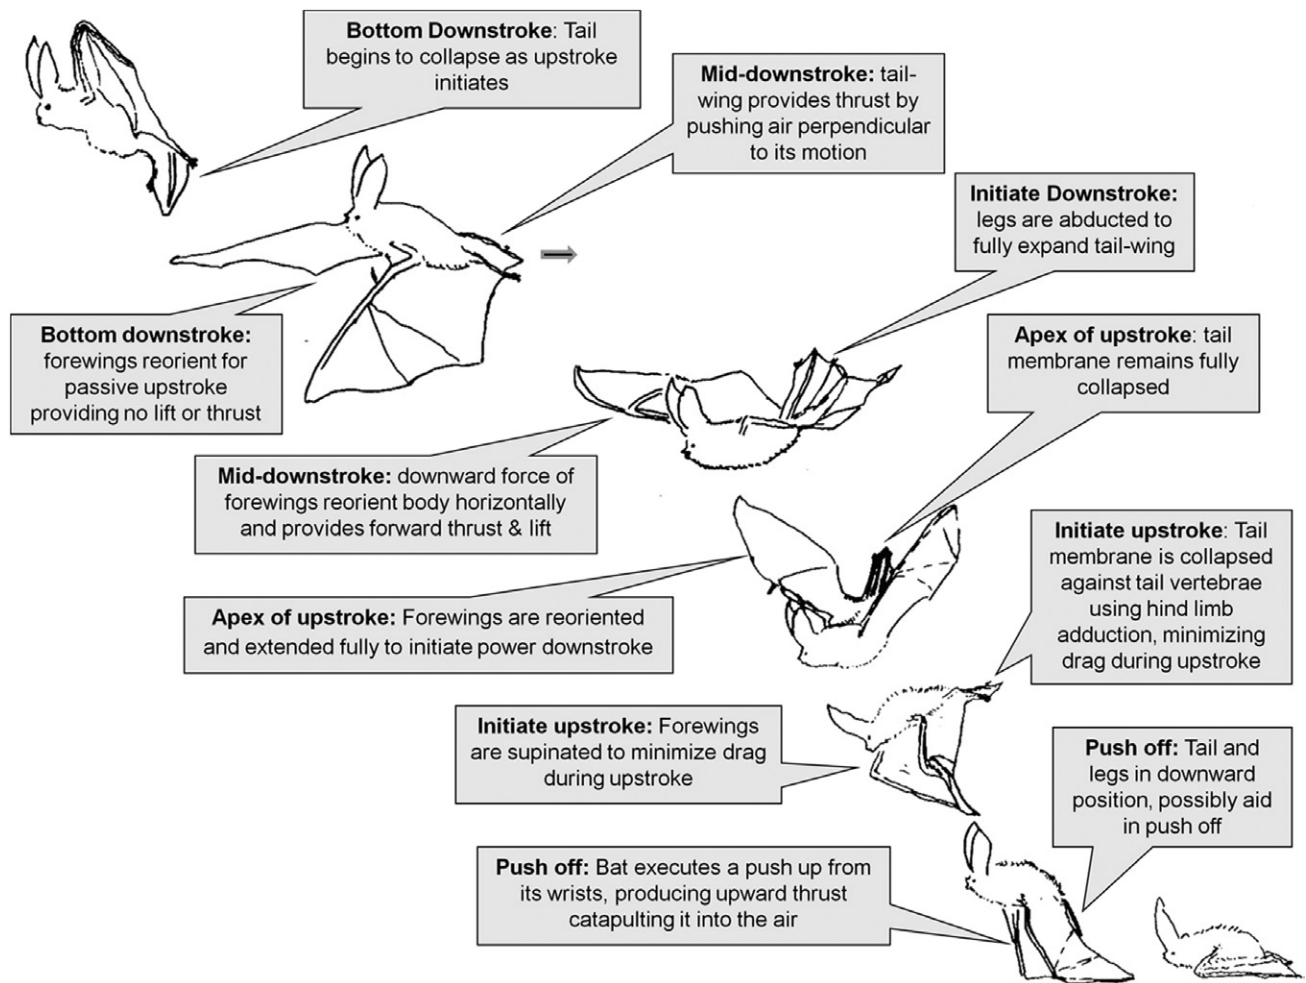 Bottom Downstroke: Tail
begins to collapse as upstroke
initiates
Mid-downstroke: tail-
wing provides thrust by
pushing air perpendicular
to its motion
Initiate Downstroke:
legs are abducted to
fully expand tail-wing
Bottom downstroke:
forewings reorient for
passive upstroke
providing no lift or thrust
Apex of upstroke: tail
membrane remains fully
collapsed
Mid-downstroke: downward force of
forewings reorient body horizontally
and provides forward thrust & lift
Initiate upstroke: Tail
membrane is collapsed
against tail vertebrae
using hind limb
adduction, minimizing
drag during upstroke
Apex of upstroke: Forewings are reoriented
and extended fully to initiate power downstroke
Initiate upstroke: Forewings
are supinated to minimize drag
during upstroke
Push off: Tail and
legs in downward
position, possibly aid
in push off
Push off: Bat executes a push up from
its wrists, producing upward thrust
catapulting it into the air